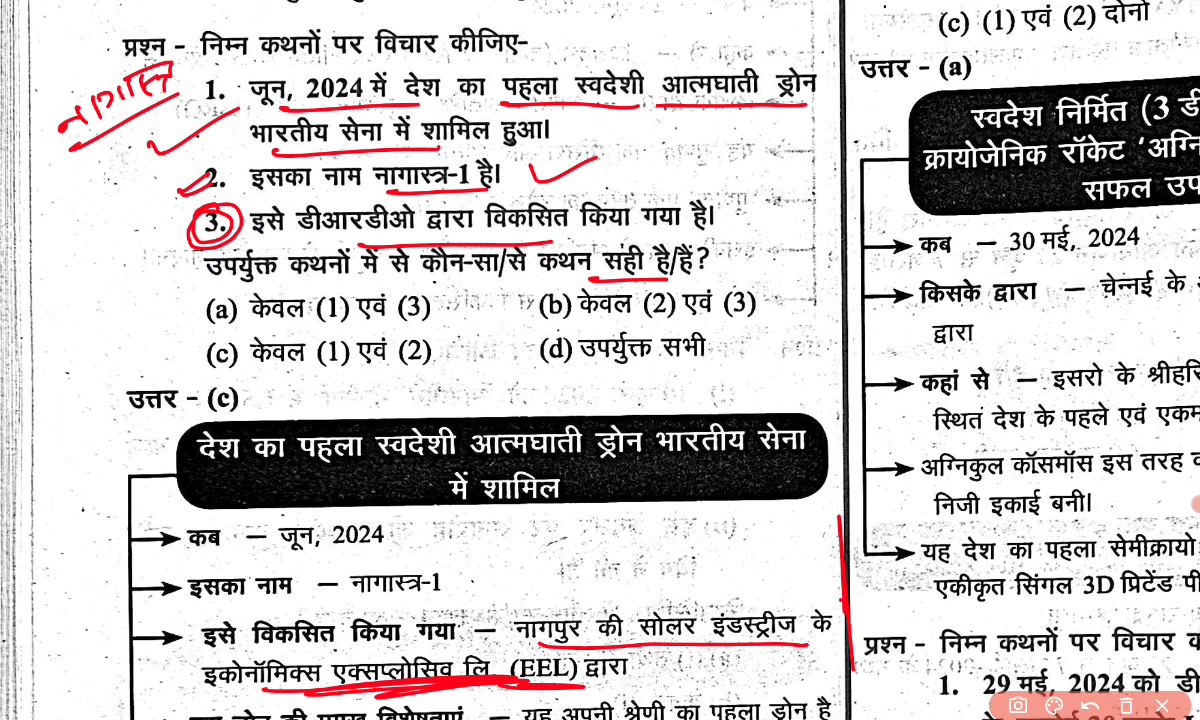 प्रश्न - निम्न कथनों पर विचार कीजिए-
1. जून, 2024 में देश का पहला स्वदेशी आत्मघाती ड्रोन
भारतीय सेना में शामिल हुआ।
2. इसका नाम नागास्त्र-1 है।
3. इसे डीआरडीओ द्वारा विकसित किया गया है।
उपर्युक्त कथनों में से कौन-सा/से कथन सही है/हैं?
(a) केवल (1) एवं (3) (b) केवल (2) एवं (3)
(c) केवल (1) एवं (2) (d) उपर्युक्त सभी
उत्तर - (c)
देश का पहला स्वदेशी आत्मघाती ड्रोन भारतीय सेना
में शामिल
कब – जून, 2024
इसका नाम – नागास्त्र-1
इसे विकसित किया गया – नागपुर की सोलर इंडस्ट्रीज के
इकोनॉमिक्स एक्सप्लोसिव लि. (EEL) द्वारा
– यह अपनी श्रेणी का पहला ड्रोन है
(c) (1) एवं (2) दोनों
उत्तर - (a)
स्वदेश निर्मित (3 डी
क्रायोजेनिक रॉकेट ‘अग्नि
सफल उप
कब – 30 मई, 2024
किसके द्वारा – चेन्नई के
द्वारा
कहां से – इसरो के श्रीहरि
स्थित देश के पहले एवं एकम
अग्निकुल कॉसमॉस इस तरह
निजी इकाई बनी।
यह देश का पहला सेमीक्रायो
एकीकृत सिंगल 3D प्रिटेंड पी
प्रश्न - निम्न कथनों पर विचार क
1. 29 मई, 2024 को डी